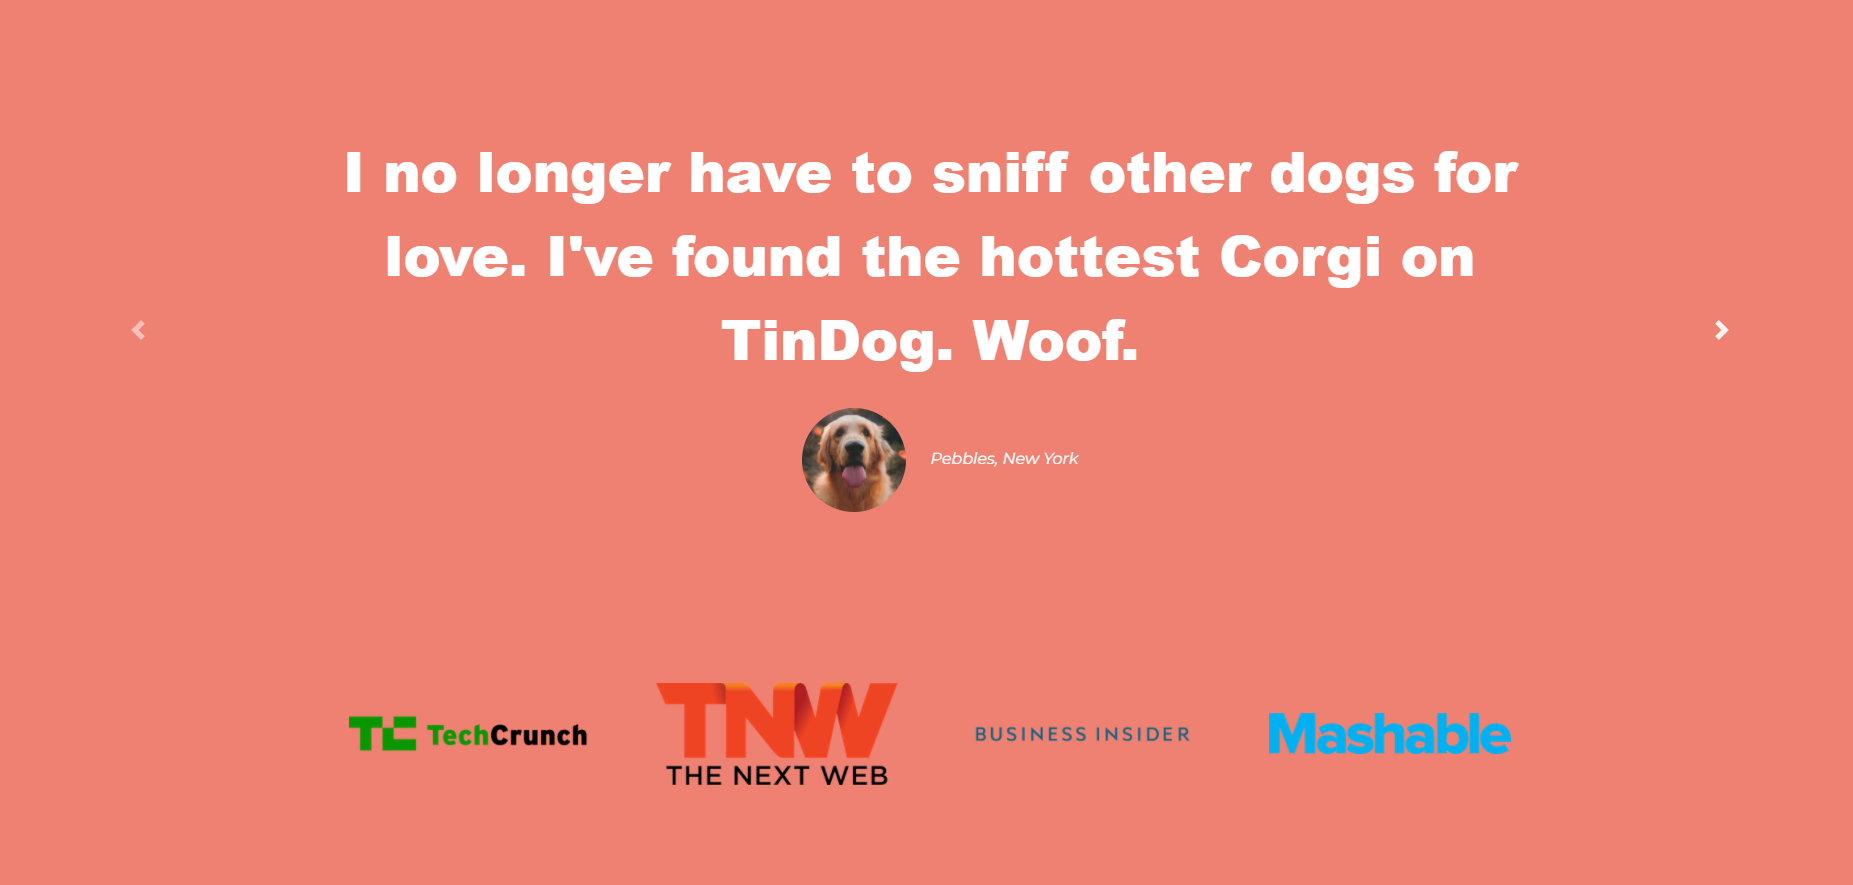 I no longer have to sniff other dogs for
love. I've found the hottest Corgi on
TinDog. Woof.
Pebbles, New York
TC TechCrunch
TNW
THE NEXT WEB
BUSINESS INSIDER
Mashable